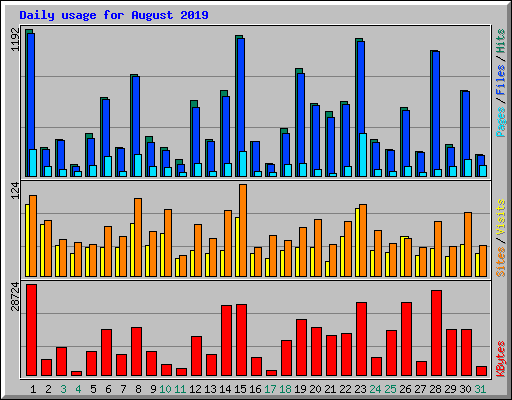 Daily usage for August 2019
1192
Pages / Files / Hits
124
Sites / Visits
28724
KBytes
1 2 3 4 5 6 7 8 9 10 11 12 13 14 15 16 17 18 19 20 21 22 23 24 25 26 27 28 29 30 31